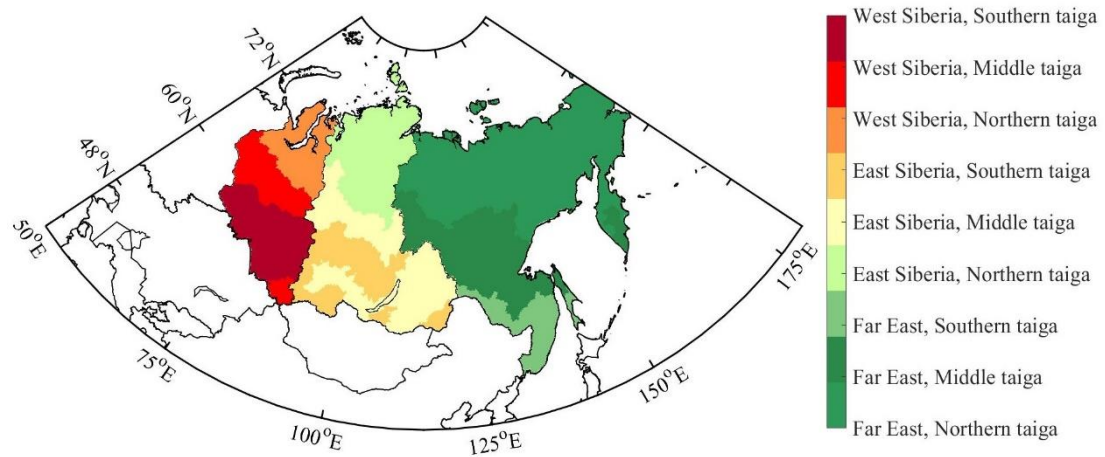 72°N
60°N
48°N
50°E
75°E
100°E
125°E
150°E
175°E
West Siberia, Southern taiga
West Siberia, Middle taiga
West Siberia, Northern taiga
East Siberia, Southern taiga
East Siberia, Middle taiga
East Siberia, Northern taiga
Far East, Southern taiga
Far East, Middle taiga
Far East, Northern taiga